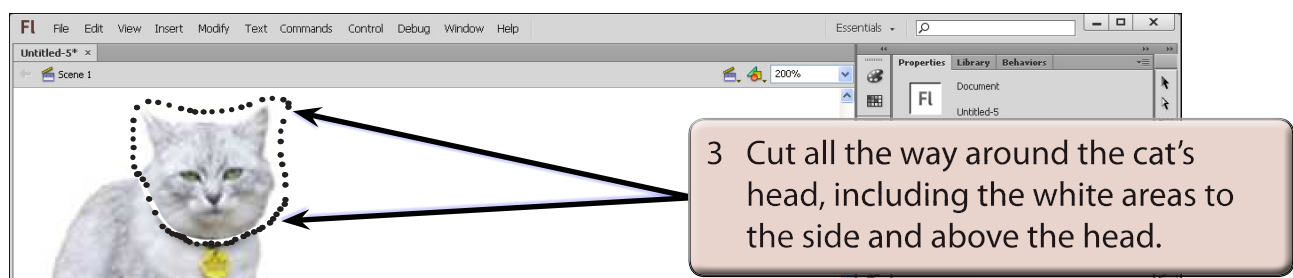 Fl File Edit View Insert Modify Text Commands Control Debug Window Help Essentials
Untitled-5* ×
Scene 1 200%
Properties Library Behaviors
Fl Document
Untitled-5
3 Cut all the way around the cat’s
head, including the white areas to
the side and above the head.